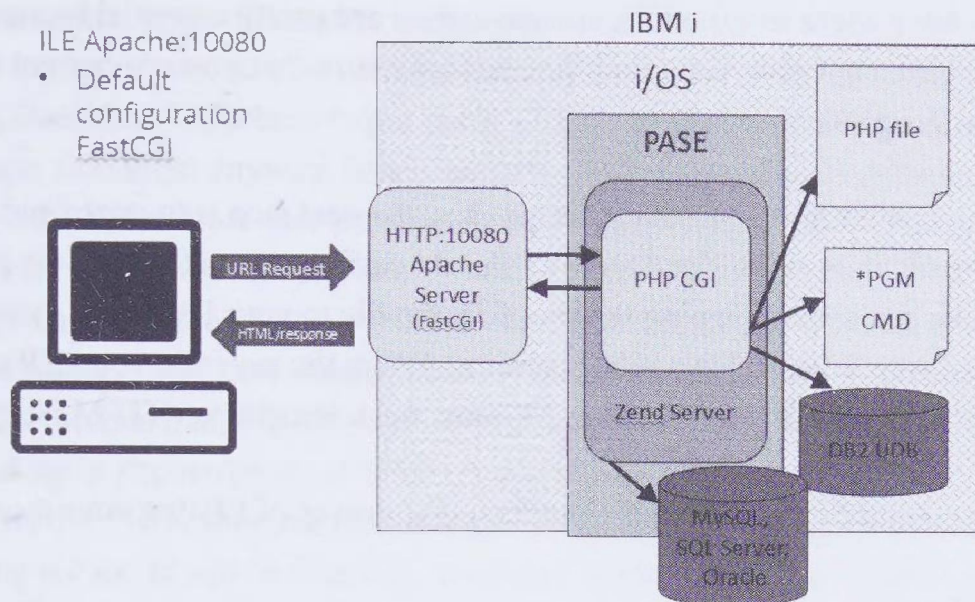 ILE Apache:10080
• Default
configuration
FastCGI
IBM i
i/OS
PASE
PHP file
HTTP:10080
Apache
Server
(FastCGI)
URL Request
HTML/response
PHP CGI
*PGM
CMD
Zend Server
DB2 UDB
MySQL,
SQL Server,
Oracle